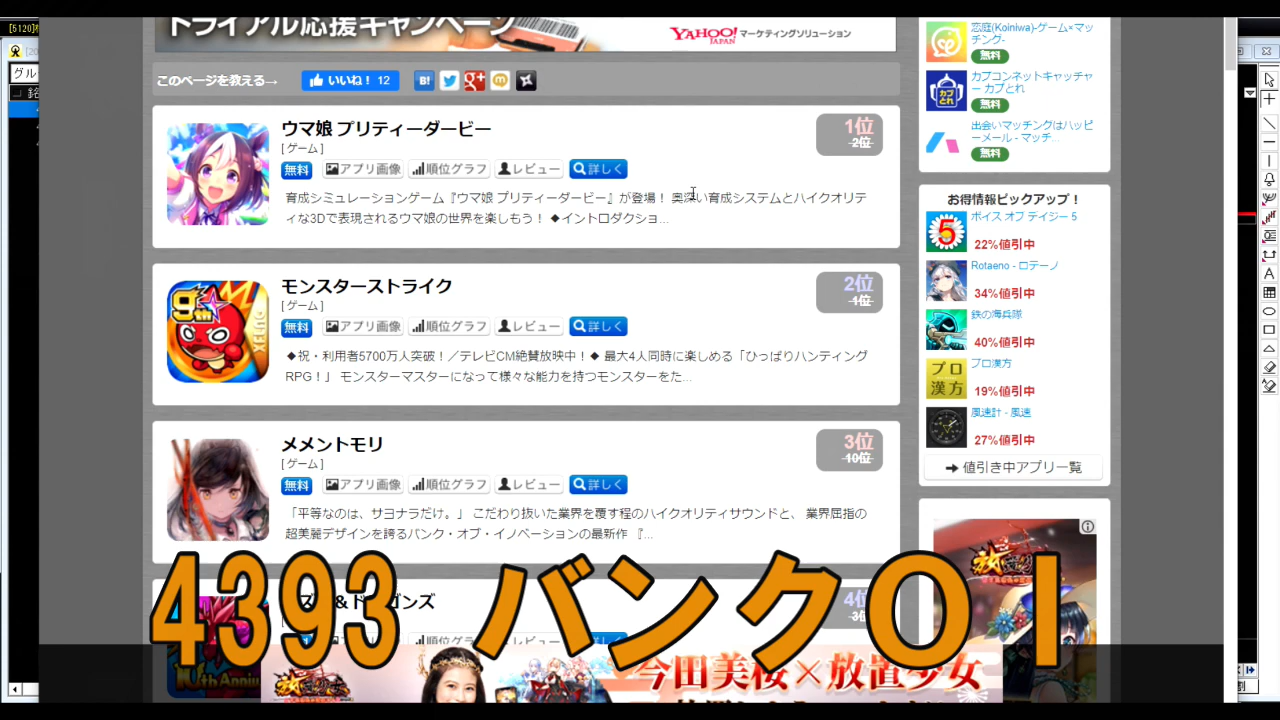 トライアル応援キャンペーン
YAHOO! JAPAN マーケティングソリューション
このページを教える→
いいね！ 12
B!
ウマ娘 プリティーダービー
1位
2位
[ ゲーム ]
無料 アプリ画像 順位グラフ レビュー 詳しく
育成シミュレーションゲーム『ウマ娘 プリティーダービー』が登場！ 奥深い育成システムとハイクオリテ
ィな3Dで表現されるウマ娘の世界を楽しもう！ ◆イントロダクショ...
モンスターストライク
2位
1位
[ ゲーム ]
無料 アプリ画像 順位グラフ レビュー 詳しく
◆祝・利用者5700万人突破！／テレビCM絶賛放映中！◆ 最大4人同時に楽しめる「ひっぱりハンティング
RPG！」 モンスターマスターになって様々な能力を持つモンスターをた...
メメントモリ
3位
10位
[ ゲーム ]
無料 アプリ画像 順位グラフ レビュー 詳しく
「平等なのは、サヨナラだけ。」 こだわり抜いた業界を覆す程のハイクオリティサウンドと、 業界屈指の
超美麗デザインを誇るバンク・オブ・イノベーションの最新作 『...
4位
3位
4393 バンクOI
今田美桜×放置少女
恋庭(Koiniwa)-ゲーム×マッ
チング-
無料
カプコンネットキャッチャ
ー カプとれ
無料
出会いマッチングはハッピ
ーメール - マッチ...
無料
お得情報ピックアップ！
ボイス オブ デイジー 5
22%値引中
Rotaeno - ロテーノ
34%値引中
鉄の海兵隊
40%値引中
プロ漢方
19%値引中
風速計 - 風速
27%値引中
→ 値引き中アプリ一覧